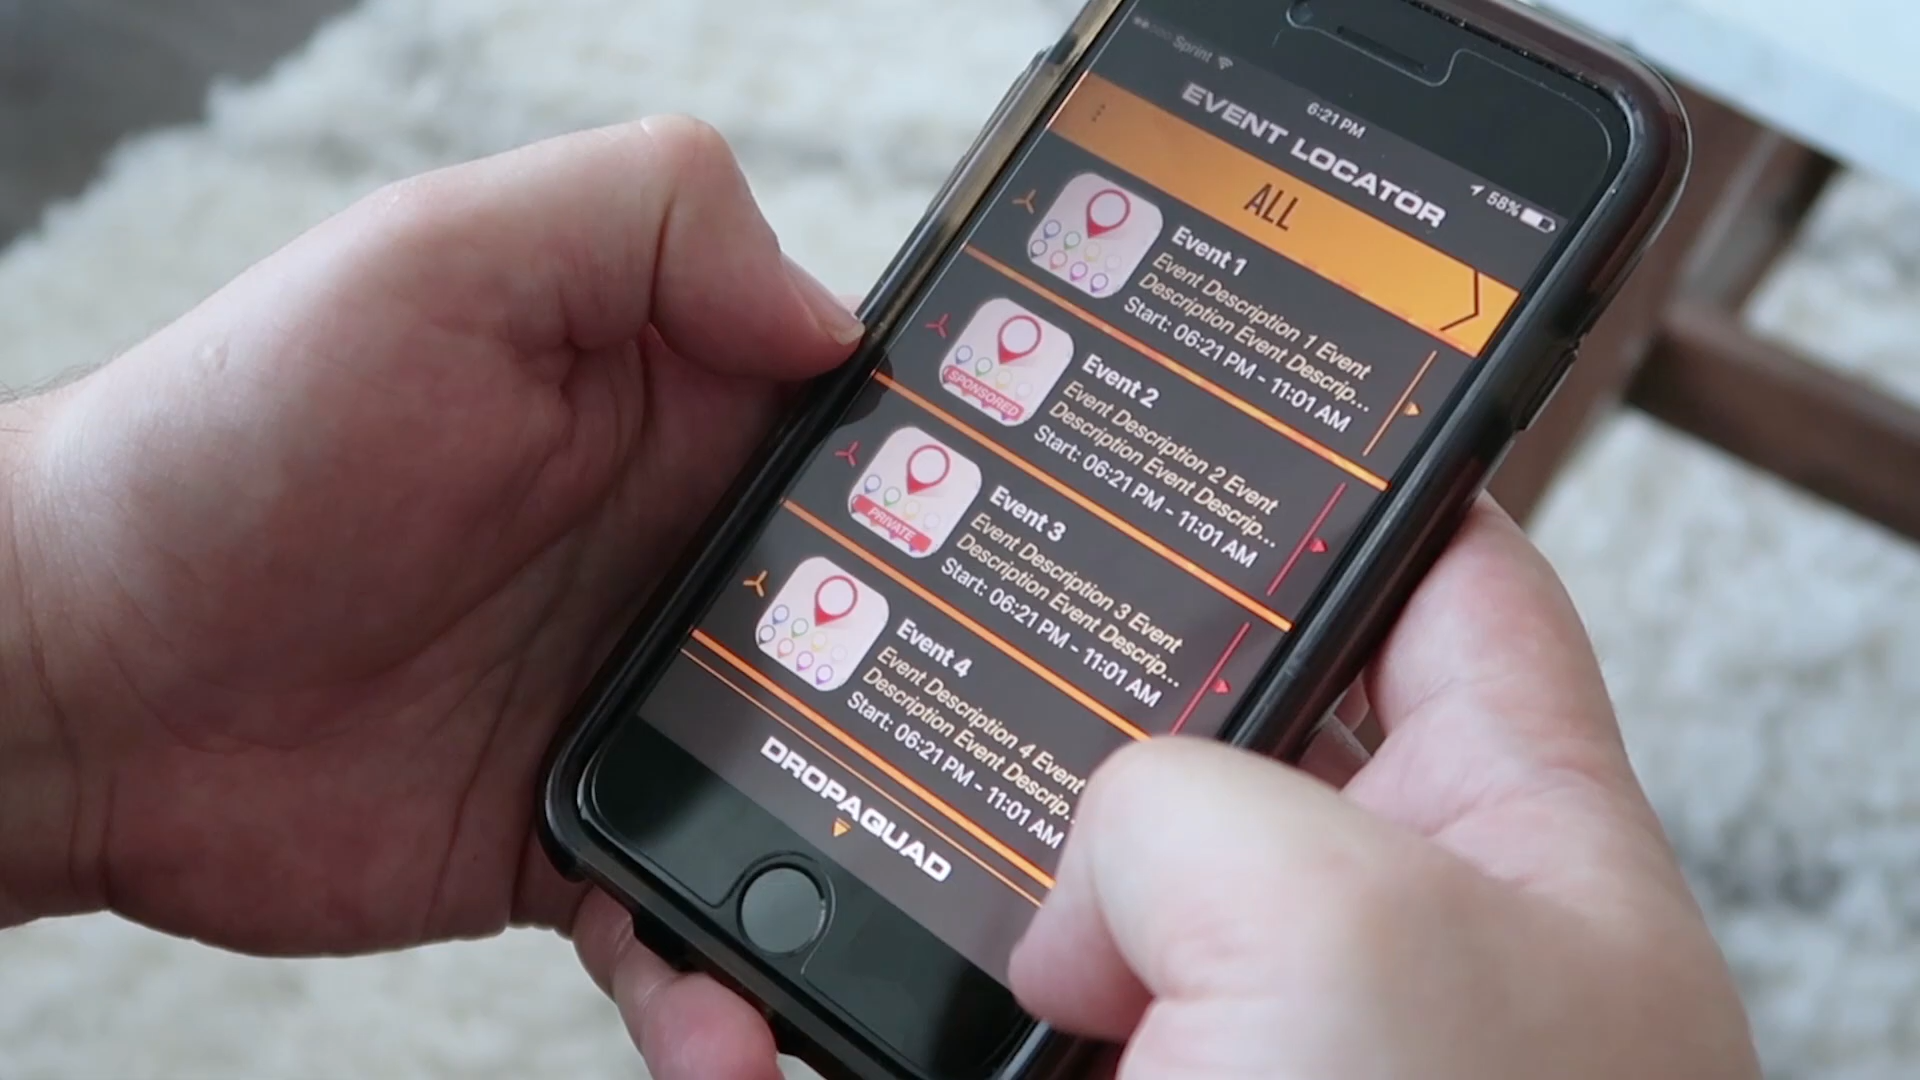 Sprint
6:21 PM
58%
EVENT LOCATOR
ALL
Event 1
Event Description 1 Event
Description Event Descrip...
Start: 06:21 PM - 11:01 AM
SPONSORED
Event 2
Event Description 2 Event
Description Event Descrip...
Start: 06:21 PM - 11:01 AM
PRIVATE
Event 3
Event Description 3 Event
Description Event Descrip...
Start: 06:21 PM - 11:01 AM
Event 4
Event Description 4 Event
Description Event Descrip...
Start: 06:21 PM - 11:01 AM
DROPAQUAD